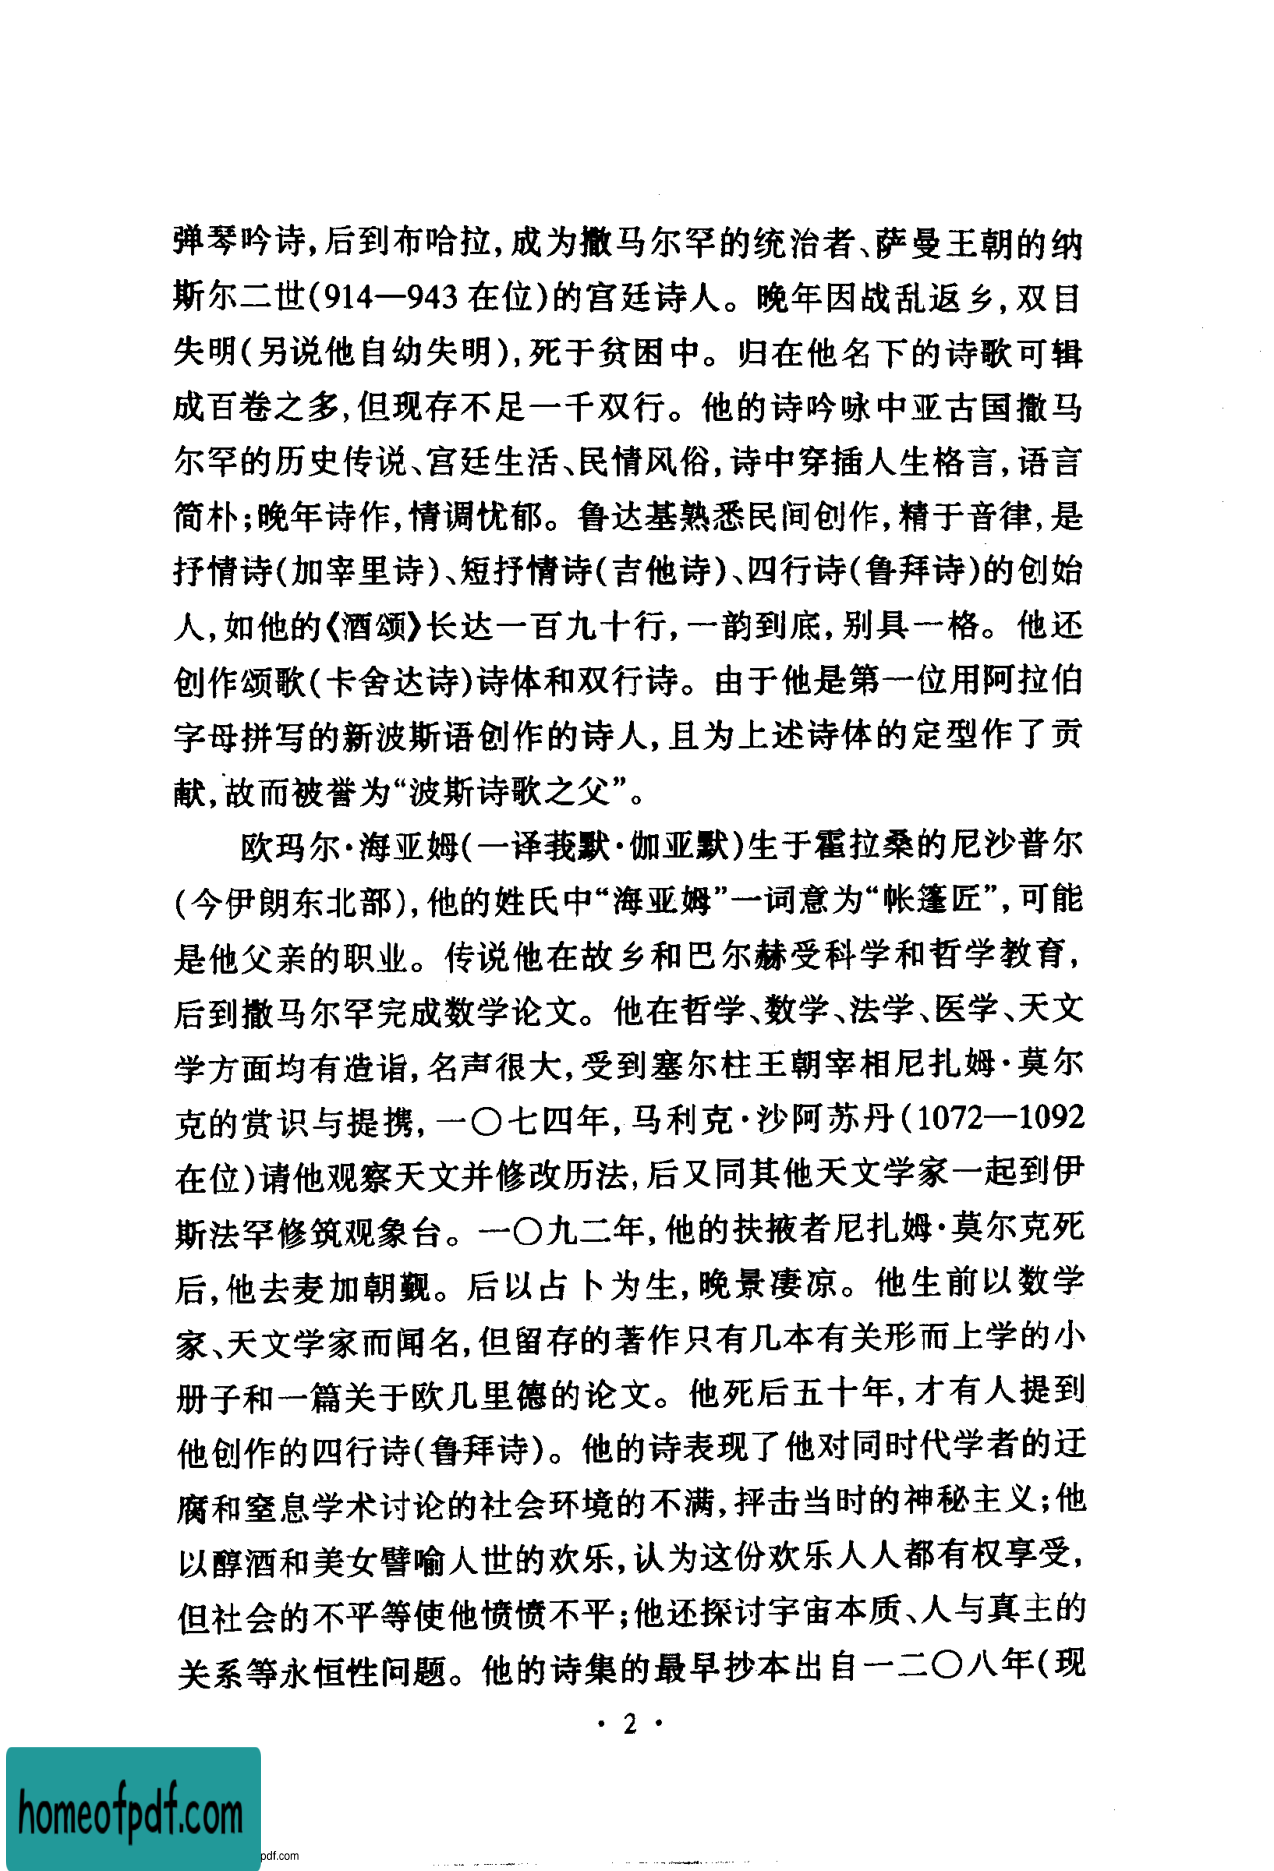 弹琴吟诗,后到布哈拉,成为撒马尔罕的统治者、萨曼王朝的纳
斯尔二世(914—943在位)的宫廷诗人。晚年因战乱返乡,双目
失明(另说他自幼失明),死于贫困中。归在他名下的诗歌可辑
成百卷之多,但现存不足一千双行。他的诗吟咏中亚古国撒马
尔罕的历史传说、宫廷生活、民情风俗,诗中穿插人生格言,语言
简朴;晚年诗作,情调忧郁。鲁达基熟悉民间创作,精于音律,是
抒情诗(加宰里诗)、短抒情诗(吉他诗)、四行诗(鲁拜诗)的创始
人,如他的《酒颂》长达一百九十行,一韵到底,别具一格。他还
创作颂歌(卡舍达诗)诗体和双行诗。由于他是第一位用阿拉伯
字母拼写的新波斯语创作的诗人,且为上述诗体的定型作了贡
献,故而被誉为“波斯诗歌之父”。
欧玛尔·海亚姆(一译莪默·伽亚默)生于霍拉桑的尼沙普尔
(今伊朗东北部),他的姓氏中“海亚姆”一词意为“帐篷匠”,可能
是他父亲的职业。传说他在故乡和巴尔赫受科学和哲学教育,
后到撒马尔罕完成数学论文。他在哲学、数学、法学、医学、天文
学方面均有造诣,名声很大,受到塞尔柱王朝宰相尼扎姆·莫尔
克的赏识与提携,一〇七四年,马利克·沙阿苏丹(1072—1092
在位)请他观察天文并修改历法,后又同其他天文学家一起到伊
斯法罕修筑观象台。一〇九二年,他的扶掖者尼扎姆·莫尔克死
后,他去麦加朝觐。后以占卜为生,晚景凄凉。他生前以数学
家、天文学家而闻名,但留存的著作只有几本有关形而上学的小
册子和一篇关于欧几里德的论文。他死后五十年,才有人提到
他创作的四行诗(鲁拜诗)。他的诗表现了他对同时代学者的迂
腐和窒息学术讨论的社会环境的不满,抨击当时的神秘主义;他
以醇酒和美女譬喻人世的欢乐,认为这份欢乐人人都有权享受,
但社会的不平等使他愤愤不平;他还探讨宇宙本质、人与真主的
关系等永恒性问题。他的诗集的最早抄本出自一二〇八年(现
· 2 ·
homeofpdf.com
pdf.com